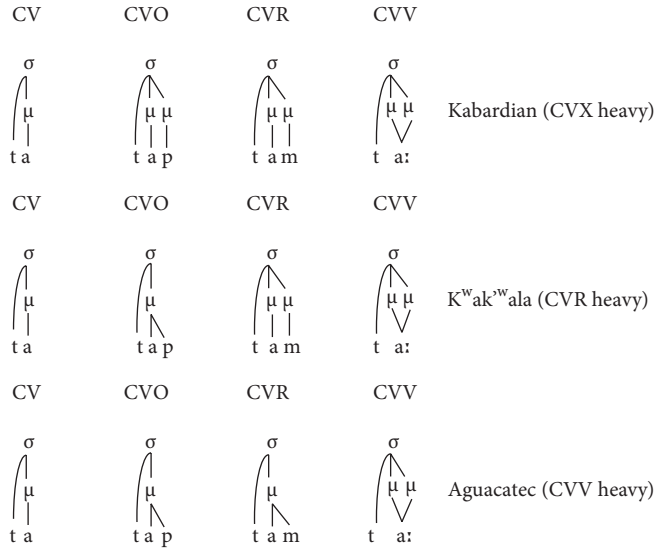 CV CVO CVR CVV
σ σ σ σ
μ μ μ μ μ μ μ Kabardian (CVX heavy)
t a t a p t a m t aː
CV CVO CVR CVV
σ σ σ σ
μ μ μ μ μ μ Kʷak’ʷala (CVR heavy)
t a t a p t a m t aː
CV CVO CVR CVV
σ σ σ σ
μ μ μ μ μ Aguacatec (CVV heavy)
t a t a p t a m t aː